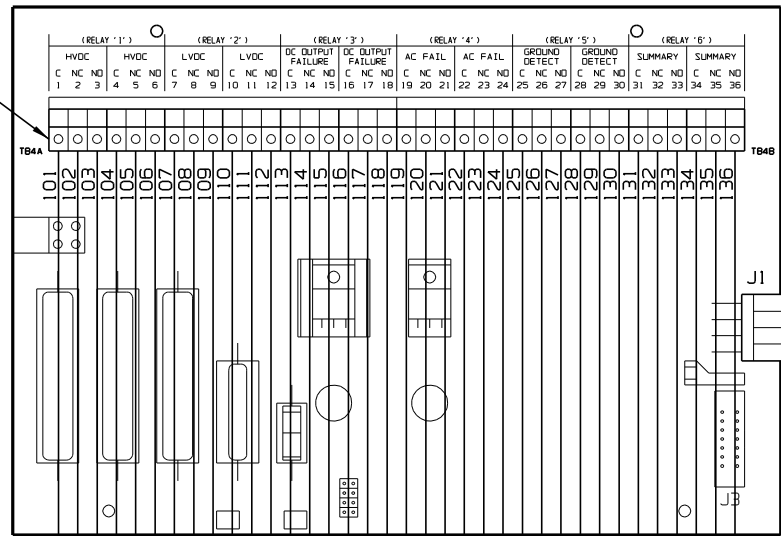 (RELAY '1') (RELAY '2') (RELAY '3') (RELAY '4') (RELAY '5') (RELAY '6')
HVDC HVDC LVDC LVDC DC OUTPUT FAILURE DC OUTPUT FAILURE AC FAIL AC FAIL GROUND DETECT GROUND DETECT SUMMARY SUMMARY
C NC NO C NC NO C NC NO C NC NO C NC NO C NC NO C NC NO C NC NO C NC NO C NC NO C NC NO C NC NO
1 2 3 4 5 6 7 8 9 10 11 12 13 14 15 16 17 18 19 20 21 22 23 24 25 26 27 28 29 30 31 32 33 34 35 36
TB4A TB4B
101 102 103 104 105 106 107 108 109 110 111 112 113 114 115 116 117 118 119 120 121 122 123 124 125 126 127 128 129 130 131 132 133 134 135 136
J1
J3